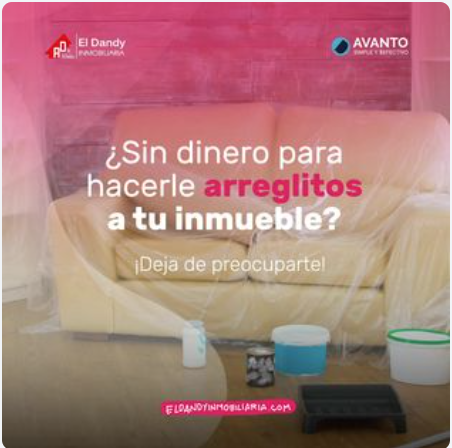 El Dandy
INMOBILIARIA
AVANTO
SIMPLE Y EFECTIVO
¿Sin dinero para
hacerle arreglitos
a tu inmueble?
¡Deja de preocuparte!
ELDANDYINMOBILIARIA.COM